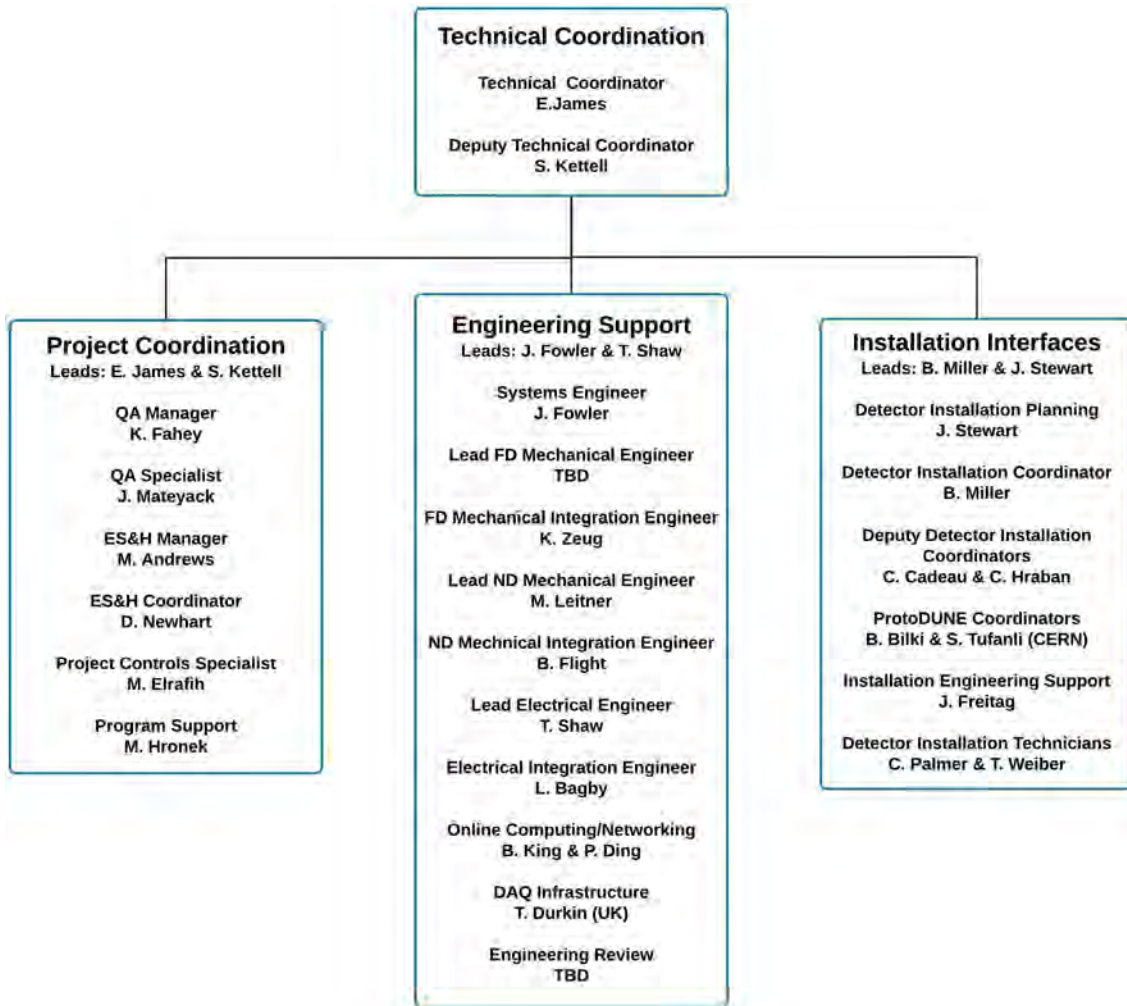 Technical Coordination
Technical Coordinator
E.James
Deputy Technical Coordinator
S. Kettell
Project Coordination
Leads: E. James & S. Kettell
QA Manager
K. Fahey
QA Specialist
J. Mateyack
ES&H Manager
M. Andrews
ES&H Coordinator
D. Newhart
Project Controls Specialist
M. Elrafih
Program Support
M. Hronek
Engineering Support
Leads: J. Fowler & T. Shaw
Systems Engineer
J. Fowler
Lead FD Mechanical Engineer
TBD
FD Mechanical Integration Engineer
K. Zeug
Lead ND Mechanical Engineer
M. Leitner
ND Mechnical Integration Engineer
B. Flight
Lead Electrical Engineer
T. Shaw
Electrical Integration Engineer
L. Bagby
Online Computing/Networking
B. King & P. Ding
DAQ Infrastructure
T. Durkin (UK)
Engineering Review
TBD
Installation Interfaces
Leads: B. Miller & J. Stewart
Detector Installation Planning
J. Stewart
Detector Installation Coordinator
B. Miller
Deputy Detector Installation
Coordinators
C. Cadeau & C. Hraban
ProtoDUNE Coordinators
B. Bilki & S. Tufanli (CERN)
Installation Engineering Support
J. Freitag
Detector Installation Technicians
C. Palmer & T. Weiber